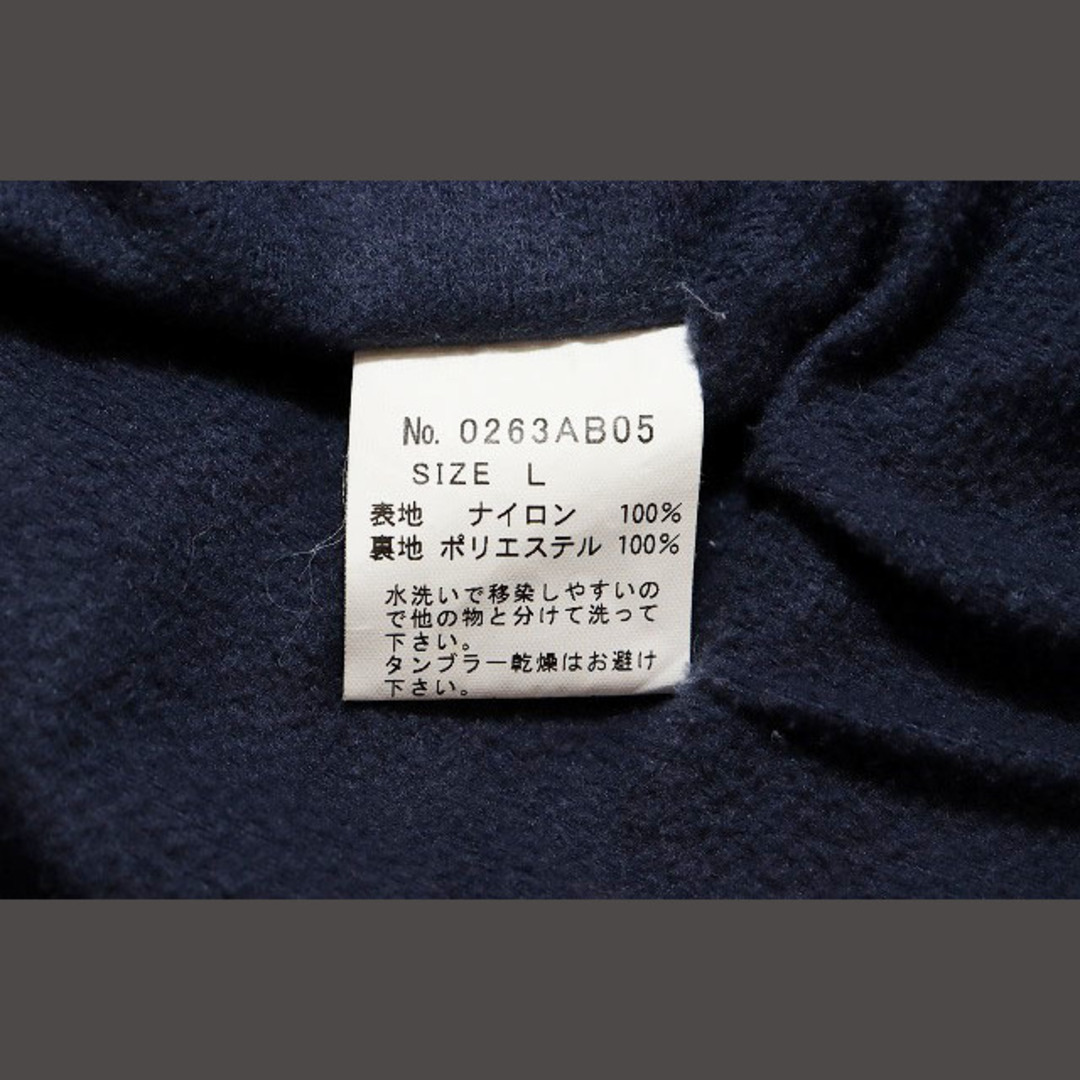 №. 0263AB05
SIZE L
表地 ナイロン 100%
裏地 ポリエステル 100%
水洗いで移染しやすいの
で他の物と分けて洗って
下さい。
タンブラー乾燥はお避け
下さい。